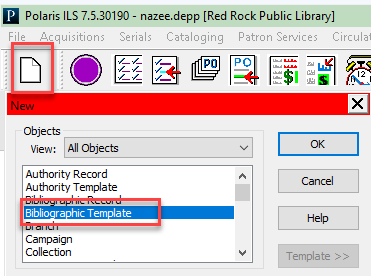 Polaris ILS 7.5.30190 - nazee.depp - [Red Rock Public Library]
File Acquisitions Serials Cataloging Patron Services
PO
New
Objects
View: All Objects
OK
Authority Record
Authority Template
Bibliographic Record
Bibliographic Template
Branch
Campaign
Collection
Cancel
Help
Template >>